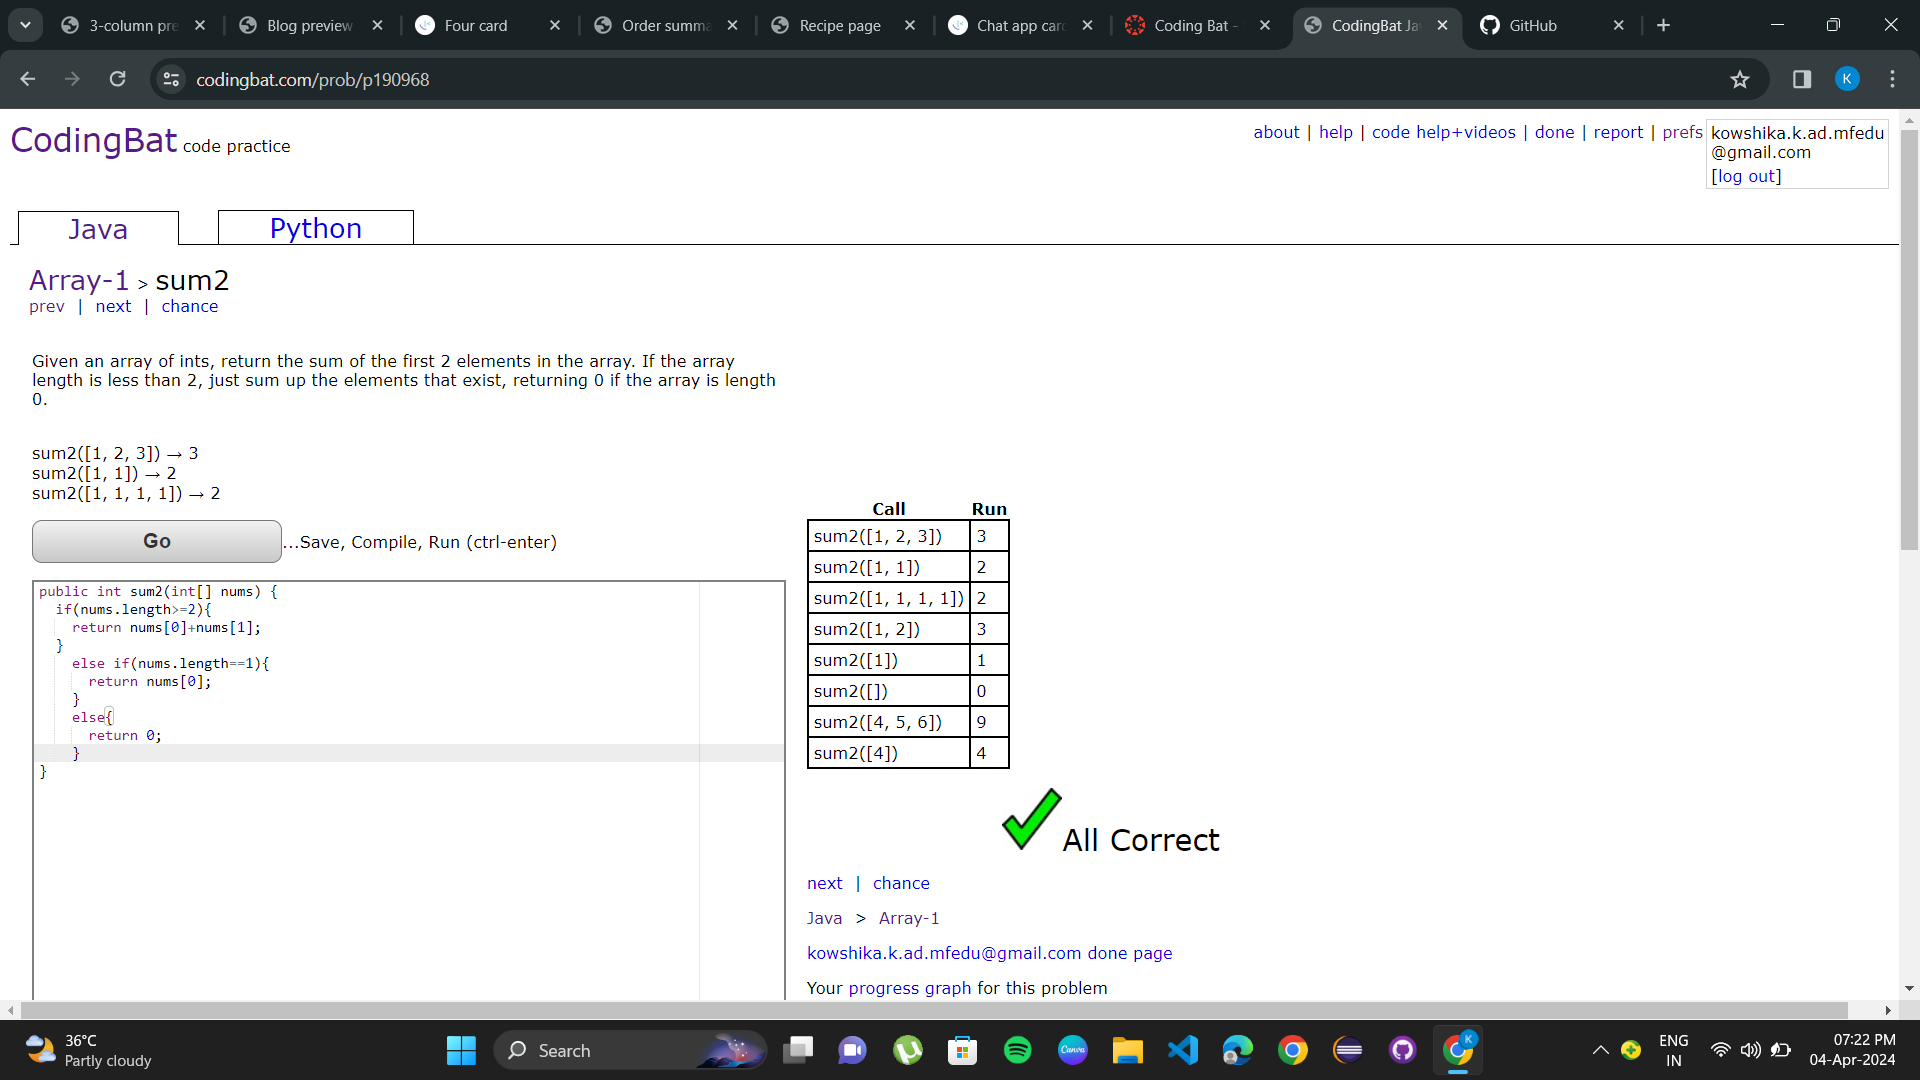 3-column pre
Blog preview
Four card
Order summa
Recipe page
Chat app card
Coding Bat -
CodingBat Ja
GitHub
codingbat.com/prob/p190968
K
CodingBat code practice
about | help | code help+videos | done | report | prefs
kowshika.k.ad.mfedu
@gmail.com
[log out]
Java
Python
Array-1 > sum2
prev | next | chance
Given an array of ints, return the sum of the first 2 elements in the array. If the array
length is less than 2, just sum up the elements that exist, returning 0 if the array is length
0.
sum2([1, 2, 3]) → 3
sum2([1, 1]) → 2
sum2([1, 1, 1, 1]) → 2
Go
...Save, Compile, Run (ctrl-enter)
public int sum2(int[] nums) {
if(nums.length>=2){
return nums[0]+nums[1];
}
else if(nums.length==1){
return nums[0];
}
else{
return 0;
}
}
Call Run
sum2([1, 2, 3]) 3
sum2([1, 1]) 2
sum2([1, 1, 1, 1]) 2
sum2([1, 2]) 3
sum2([1]) 1
sum2([]) 0
sum2([4, 5, 6]) 9
sum2([4]) 4
All Correct
next | chance
Java > Array-1
kowshika.k.ad.mfedu@gmail.com done page
Your progress graph for this problem
36°C
Partly cloudy
Search
Canva
K
ENG
IN
07:22 PM
04-Apr-2024